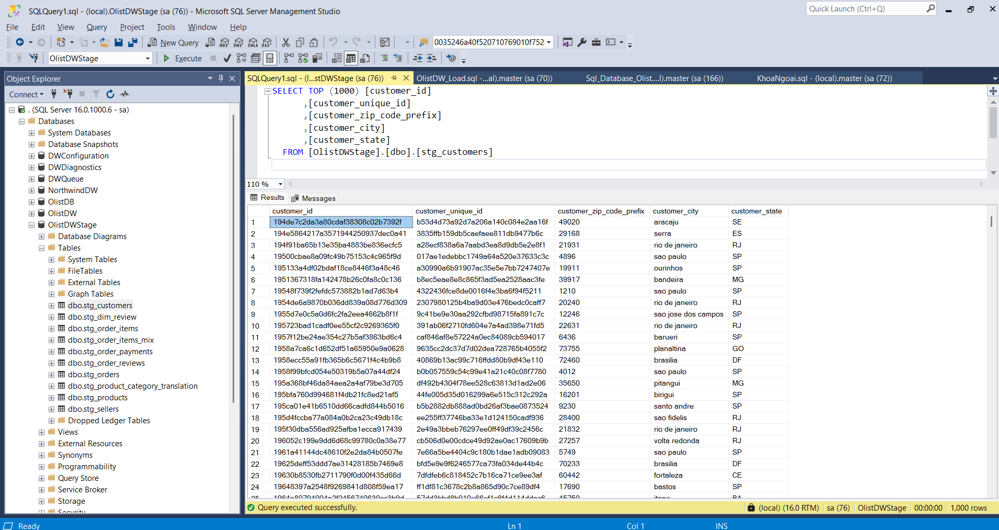 SQLQuery1.sql - (local).OlistDWStage (sa (76)) - Microsoft SQL Server Management Studio
Quick Launch (Ctrl+Q)
File Edit View Query Project Tools Window Help
New Query MDX DMX XMLA DAX 0035246a40f520710769010f752
OlistDWStage Execute
Object Explorer
Connect
. (SQL Server 16.0.1000.6 - sa)
Databases
System Databases
Database Snapshots
DWConfiguration
DWDiagnostics
DWQueue
NorthwindDW
OlistDB
OlistDW
OlistDWStage
Database Diagrams
Tables
System Tables
FileTables
External Tables
Graph Tables
dbo.stg_customers
dbo.stg_dim_review
dbo.stg_order_items
dbo.stg_order_items_mix
dbo.stg_order_payments
dbo.stg_order_reviews
dbo.stg_orders
dbo.stg_product_category_translation
dbo.stg_products
dbo.stg_sellers
Dropped Ledger Tables
Views
External Resources
Synonyms
Programmability
Query Store
Service Broker
Storage
Security
SQLQuery1.sql - (l...stDWStage (sa (76)) OlistDW_Load.sql -...al).master (sa (70)) Sql_Database_Olist....l).master (sa (166)) KhoaNgoai.sql - (local).master (sa (72))
SELECT TOP (1000) [customer_id]
,[customer_unique_id]
,[customer_zip_code_prefix]
,[customer_city]
,[customer_state]
FROM [OlistDWStage].[dbo].[stg_customers]
110 %
Results Messages
customer_id customer_unique_id customer_zip_code_prefix customer_city customer_state
1 194de7c2da3a80cdaf38308c02b7392f b53d4d73a92d7a206a140c084e2aa16f 49020 aracaju SE
2 194e5864217a3571944250937dec0a41 3835ffb159db5caefaee811db9477b6c 29168 serra ES
3 194f91ba65b13e35ba4883be836ecfc5 a28ecf838a6a7aabd3ea8d9db5e2e8f1 21931 rio de janeiro RJ
4 19500cbae8a09fc49b75153c4c965f9d 017ae1edebbc1749a64a520e37633c3c 4896 sao paulo SP
5 195133a4df02bdaf18ce8446f3a48c46 a30990a6b91907ac35e5e7bb7247407e 19911 ourinhos SP
6 1951367318fa142478b26c0fa8c0c136 b8ec5eae8e8c865f3ad5ea2528aac3fe 39917 bandeira MG
7 19548f739f2fefdc573882b1ad7d63b4 4322436fce8de0016f4e3ba6f94f5211 1210 sao paulo SP
8 1954de6a9870b036dd839a08d776d309 2307980125b4ba9d03e476bedc0caff7 20240 rio de janeiro RJ
9 1955d7e0c5a0d6fc2fa2eea4662b8f1f 9c41be9e30aa292cfbd98715fa891c7c 12246 sao jose dos campos SP
10 195723bad1cadf0ee55cf2c9269365f0 391ab06f2710fd604e7a4ad398e71fd5 22631 rio de janeiro RJ
11 1957f12be24ae354c27b5af3863bd6c4 caf846af8e57224a0ec84089cb594017 6436 barueri SP
12 1958a7ca6c1d652df51a65950e9a0628 9635cc2dc37d7d02dea728765b4055f2 73755 planaltina GO
13 1958ecc55a91fb365b6c5671f4c4b9b8 40869b13ac99c716ffdd80b9df43e110 72460 brasilia DF
14 1958f99bfcd054e50319b5a07a44df24 b0b057559c54c99e41a21c40c08f7780 4012 sao paulo SP
15 195a368bf46da84aea2a4af79be3d705 df492b4304f78ee528c63813d1ad2e06 35650 pitangui MG
16 195bfa760d994681f4db21fc8ed21af5 44fe005d35d016299a6e515c312c292a 16201 birigui SP
17 195ca01e41b6510dd66cadfd844b5016 b5b2882db888ad0bd26af3bae0873524 9230 santo andre SP
18 195d4fccba77a084a0b2ca23c49db18c ee255ff37746ba33e1d124150cadf936 28400 sao fidelis RJ
19 195f30dba556ad925afba1ecca917439 2e49a3bbeb76297ee0ff49df39c2456c 21832 rio de janeiro RJ
20 196052c199e9dd6d68c99780c0a38e77 cb506d0e00cdce49d92ae0ac17609b9b 27257 volta redonda RJ
21 1961a41144dc48610f2e2da84b0507fe 7e66a5be4404c9c180b1dae1adb09083 5749 sao paulo SP
22 19625deff53ddd7ae31428185b7469e8 bfd5e9e9f6246577ca73fa034de44b4c 70233 brasilia DF
23 19630b8530fb2711790f0d00f435d66d 7dfdfeb6c818452c7b16ca71ce9ee3af 60442 fortaleza CE
24 19648397a2548f9269841d808f59ea17 ff1df81c3678c2b8a865d90c7ce89df4 17690 bastos SP
Query executed successfully. (local) (16.0 RTM) sa (76) OlistDWStage 00:00:00 1,000 rows
Ready Ln 1 Col 1 INS